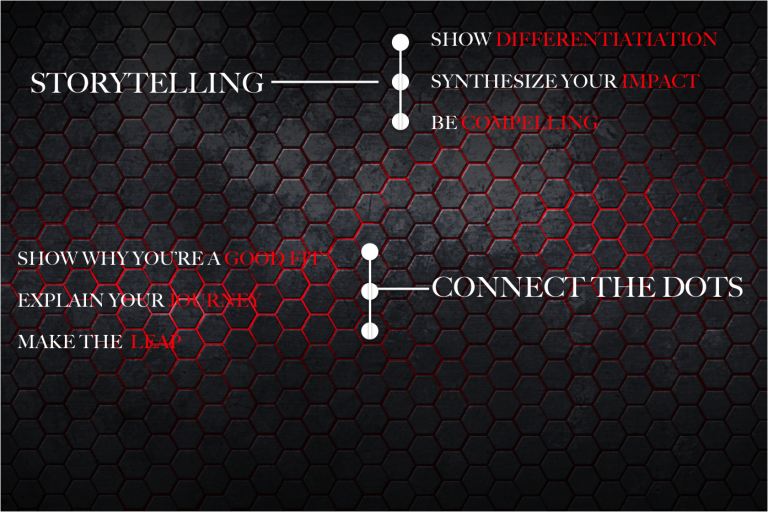 STORYTELLING
SHOW DIFFERENTIATIATION
SYNTHESIZE YOUR IMPACT
BE COMPELLING
SHOW WHY YOU'RE A GOOD FIT
EXPLAIN YOUR JOURNEY
MAKE THE LEAP
CONNECT THE DOTS